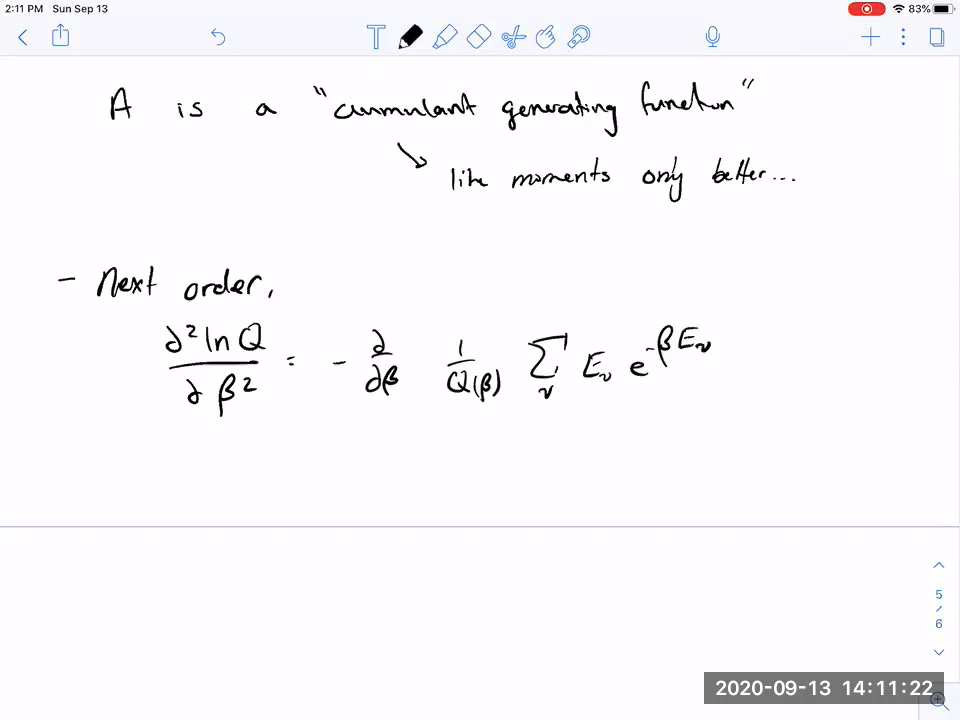 2:11 PM Sun Sep 13
83%
A is a "cumulant generating function"
↘ like moments only better...
- Next order,
∂² ln Q / ∂β² = - ∂/∂β 1/Q(β) ∑_ν E_ν e^{-βE_ν}
5
/
6
2020-09-13 14:11:22